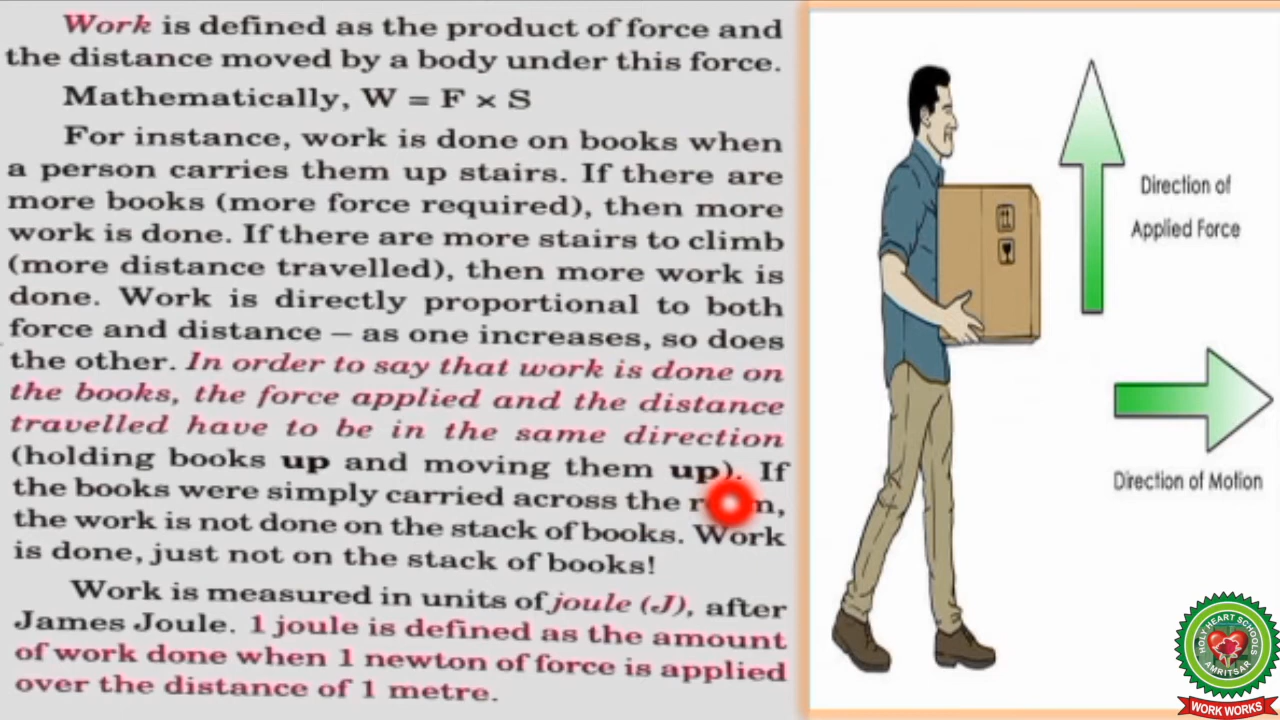 Work is defined as the product of force and
the distance moved by a body under this force.
Mathematically, W = F × S
For instance, work is done on books when
a person carries them up stairs. If there are
more books (more force required), then more
work is done. If there are more stairs to climb
(more distance travelled), then more work is
done. Work is directly proportional to both
force and distance – as one increases, so does
the other. In order to say that work is done on
the books, the force applied and the distance
travelled have to be in the same direction
(holding books up and moving them up). If
the books were simply carried across the
the work is not done on the stack of books. Work
is done, just not on the stack of books!
Work is measured in units of joule (J), after
James Joule. 1 joule is defined as the amount
of work done when 1 newton of force is applied
over the distance of 1 metre.
Direction of
Applied Force
Direction of Motion
HOLY HEART SCHOOLS
AMRITSAR
WORK WORKS